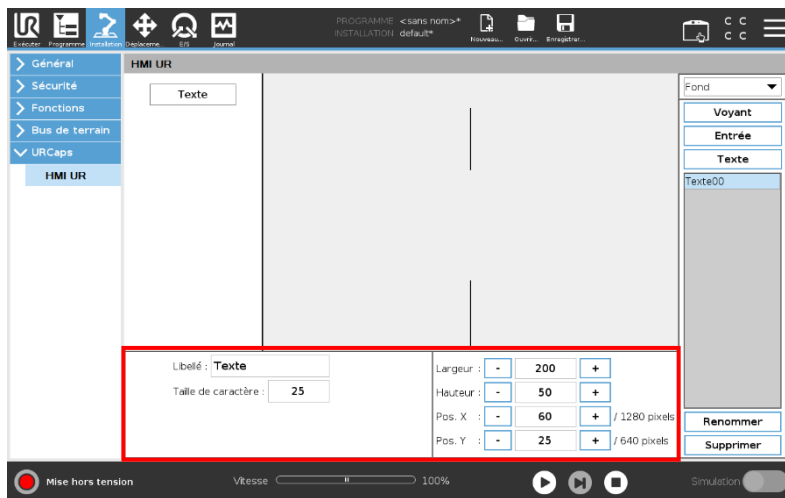 UR
PROGRAMME <sans nom>*
INSTALLATION default*
Exécuter Programme Installation Déplaceme... E/S Journal
Nouveau... Ouvrir... Enregistrer...
C C
C C
Général
Sécurité
Fonctions
Bus de terrain
URCaps
HMI UR
HMI UR
Texte
Fond
Voyant
Entrée
Texte
Texte00
Renommer
Supprimer
Libellé : Texte
Taille de caractère : 25
Largeur : - 200 +
Hauteur : - 50 +
Pos. X : - 60 + / 1280 pixels
Pos. Y : - 25 + / 640 pixels
Mise hors tension
Vitesse 100%
Simulation